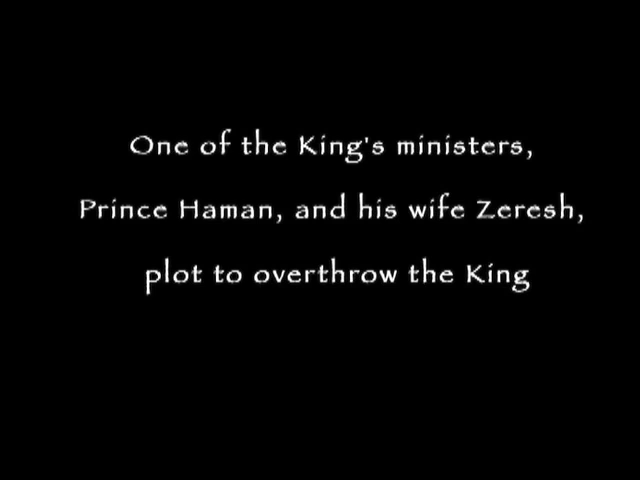 One of the King's ministers,
Prince Haman, and his wife Zeresh,
plot to overthrow the King